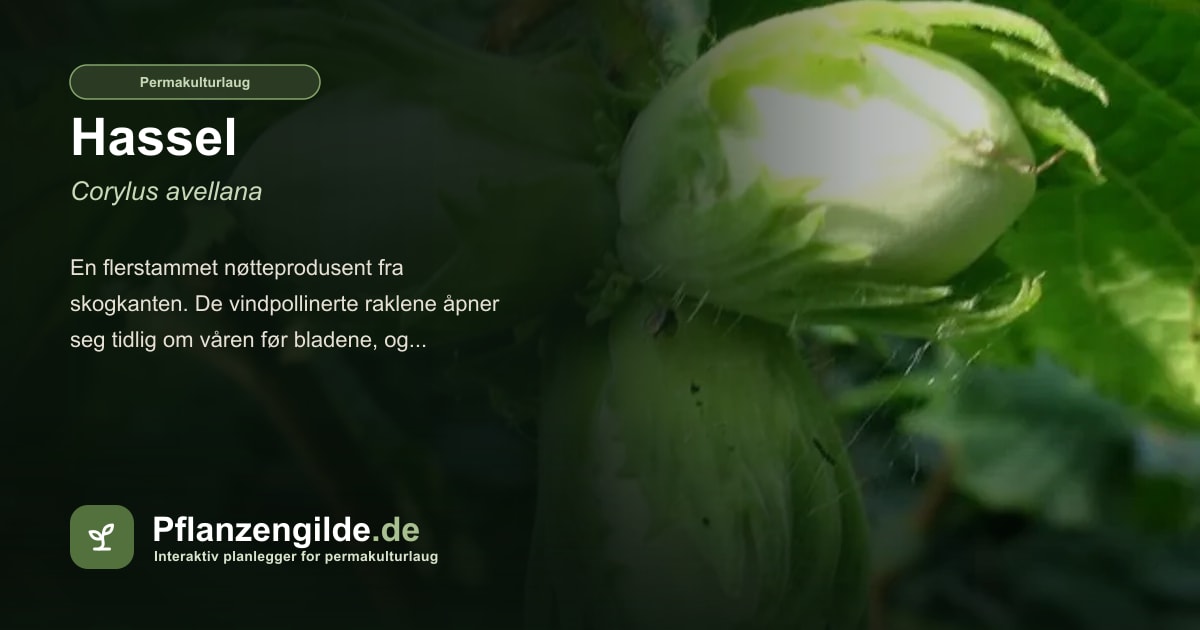 Permakulturlaug
Hassel
Corylus avellana
En flerstammet nøtteprodusent fra
skogkanten. De vindpollinerte raklene åpner
seg tidlig om våren før bladene, og...
Pflanzengilde.de
Interaktiv planlegger for permakulturlaug